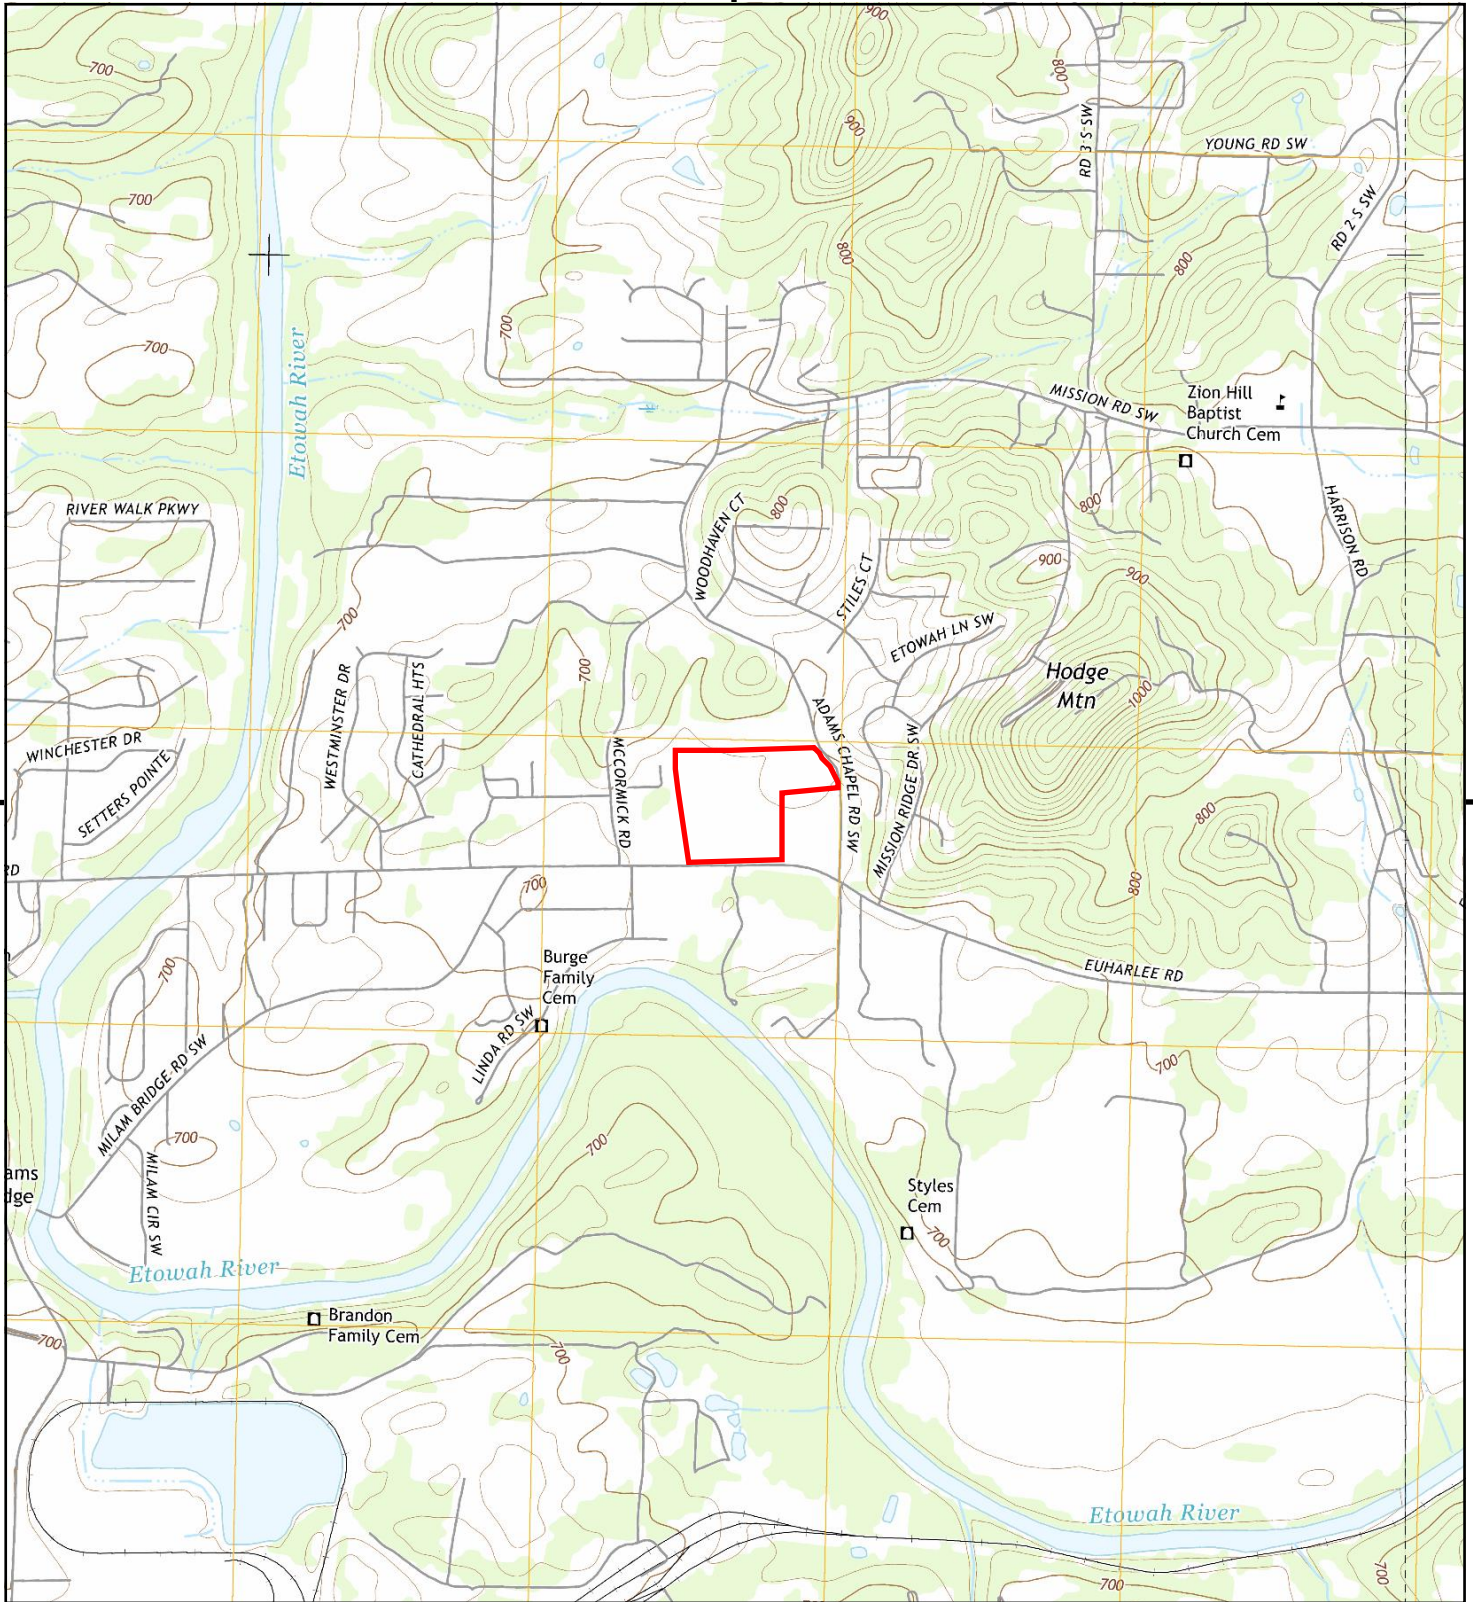 900
700
800
900
RD 3 S SW
YOUNG RD SW
700
RD 2 S SW
800
800
700
700
Etowah River
MISSION RD SW
Zion Hill
Baptist
Church Cem
RIVER WALK PKWY
WOODHAVEN CT
800
800
HARRISON RD
STILES CT
900
900
700
ETOWAH LN SW
WESTMINSTER DR
CATHEDRAL HTS
700
Hodge
Mtn
1000
WINCHESTER DR
SETTERS POINTE
MCCORMICK RD
ADAMS CHAPEL RD SW
MISSION RIDGE DR SW
800
RD
700
800
700
Burge
Family
Cem
EUHARLEE RD
LINDA RD SW
MILAM BRIDGE RD SW
700
700
700
MILAM CIR SW
ams
dge
Styles
Cem
700
Etowah River
Brandon
Family Cem
700
700
Etowah River
700
700